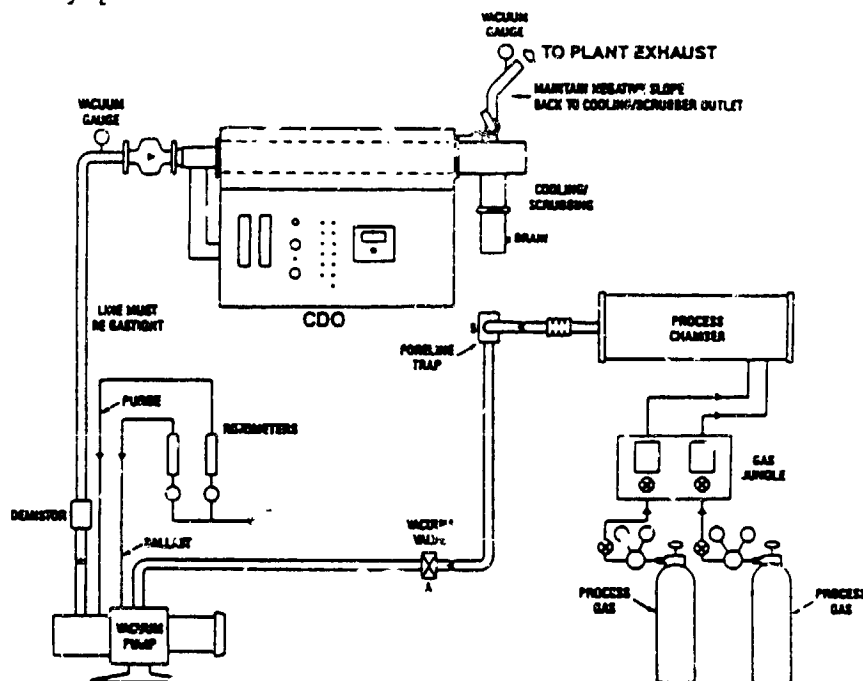 VACUUM
GAUGE
TO PLANT EXHAUST
MAINTAIN NEGATIVE SLOPE
BACK TO COOLING/SCRUBBER OUTLET
VACUUM
GAUGE
COOLING/
SCRUBBING
DRAIN
CDO
LINE MUST
BE GASTIGHT
PROCESS
CHAMBER
FORELINE
TRAP
PURGE
ROTOMETERS
GAS
JUNGLE
DEMISTOR
BALLAST
VACUUM
VALVE
A
VACUUM
PUMP
PROCESS
GAS
PROCESS
GAS